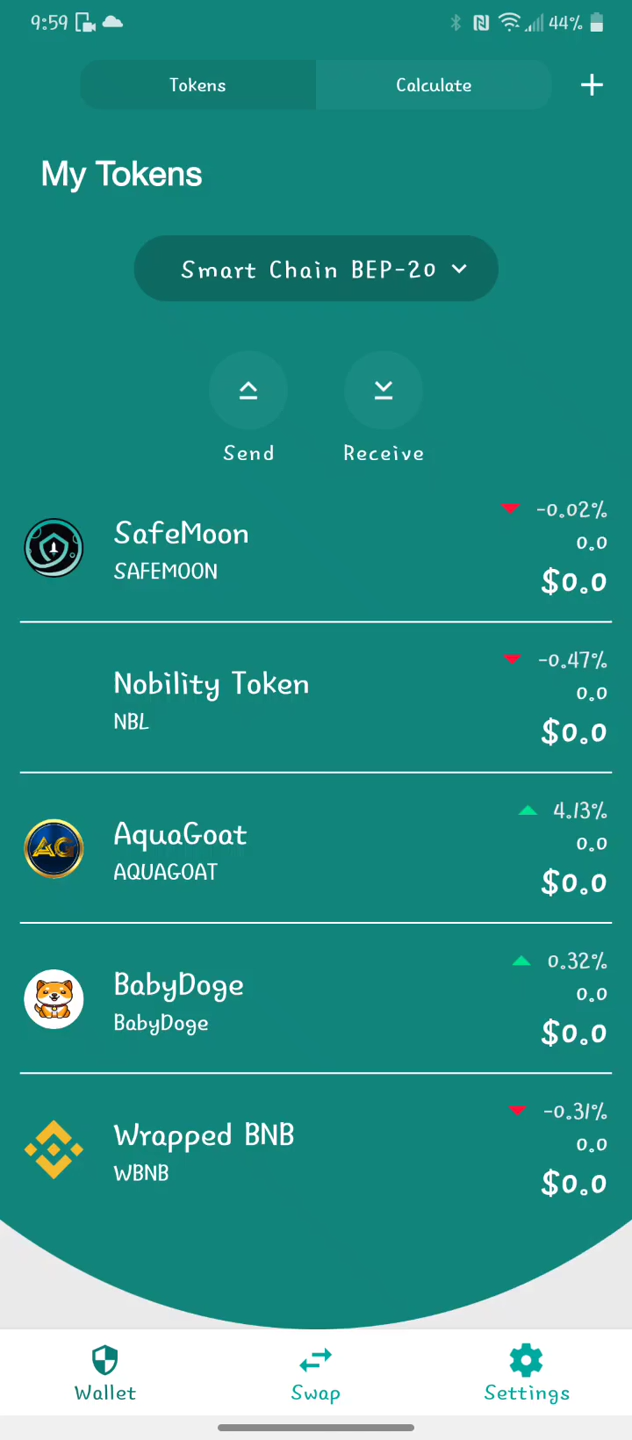 9:59 44%
Tokens Calculate +
My Tokens
Smart Chain BEP-20
Send Receive
SafeMoon
SAFEMOON
-0.02%
0.0
$0.0
Nobility Token
NBL
-0.47%
0.0
$0.0
AG
AquaGoat
AQUAGOAT
4.13%
0.0
$0.0
BabyDoge
BabyDoge
0.32%
0.0
$0.0
Wrapped BNB
WBNB
-0.31%
0.0
$0.0
Wallet Swap Settings